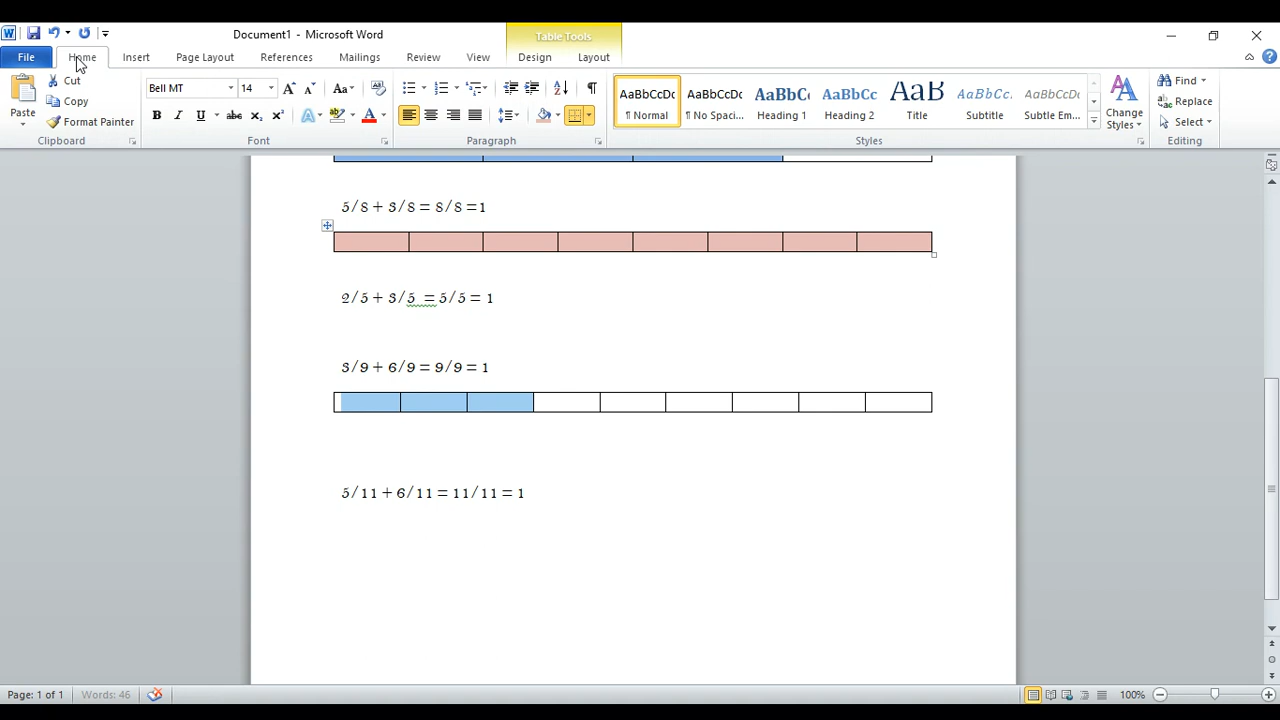 Document1 - Microsoft Word
Table Tools
File Home Insert Page Layout References Mailings Review View Design Layout
Cut
Copy
Format Painter
Paste
Clipboard
Bell MT 14
Font
Paragraph
AaBbCcDc AaBbCcDc AaBbC( AaBbCc AaB AaBbCc. AaBbCcDc
¶ Normal ¶ No Spaci... Heading 1 Heading 2 Title Subtitle Subtle Em...
Styles
Change Styles
Find
Replace
Select
Editing
5/8 + 3/8 = 8/8 =1
2/5 + 3/5 = 5/5 = 1
3/9 + 6/9 = 9/9 = 1
5/11 + 6/11 = 11/11 = 1
Page: 1 of 1 Words: 46 100%